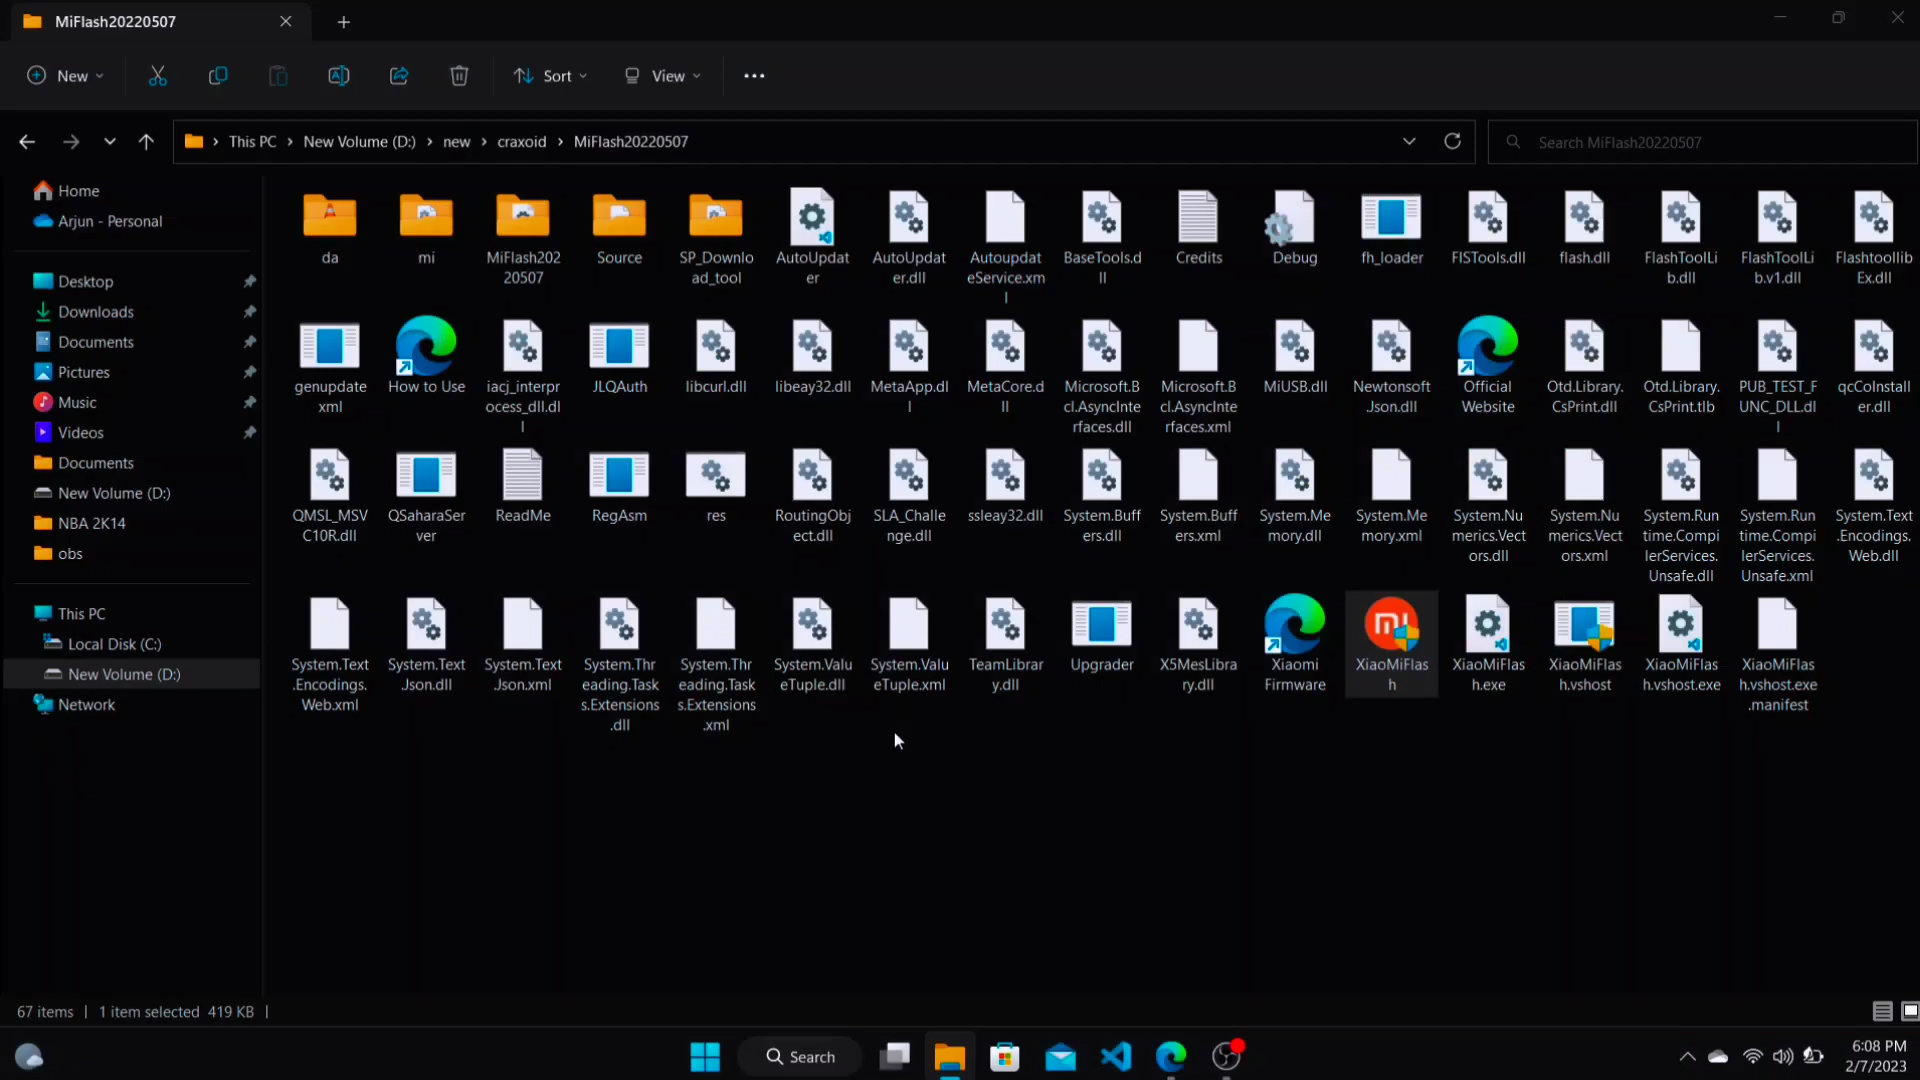 MiFlash20220507
New
Sort
View
This PC
New Volume (D:)
new
craxoid
MiFlash20220507
Search MiFlash20220507
Home
Arjun - Personal
Desktop
Downloads
Documents
Pictures
Music
Videos
Documents
New Volume (D:)
NBA 2K14
obs
This PC
Local Disk (C:)
New Volume (D:)
Network
da
mi
MiFlash202
20507
Source
SP_Downlo
ad_tool
AutoUpdat
er
AutoUpdat
er.dll
Autoupdat
eService.xm
l
BaseTools.d
ll
Credits
Debug
fh_loader
FISTools.dll
flash.dll
FlashToolLi
b.dll
FlashToolLi
b.v1.dll
Flashtoollib
Ex.dll
genupdate
xml
How to Use
iacj_interpr
ocess_dll.dl
l
JLQAuth
libcurl.dll
libeay32.dll
MetaApp.dl
l
MetaCore.d
ll
Microsoft.B
cl.AsyncInte
rfaces.dll
Microsoft.B
cl.AsyncInte
rfaces.xml
MiUSB.dll
Newtonsoft
.Json.dll
Official
Website
Otd.Library.
CsPrint.dll
Otd.Library.
CsPrint.tlb
PUB_TEST_F
UNC_DLL.dl
l
qcCoInstall
er.dll
QMSL_MSV
C10R.dll
QSaharaSer
ver
ReadMe
RegAsm
res
RoutingObj
ect.dll
SLA_Challe
nge.dll
ssleay32.dll
System.Buff
ers.dll
System.Buff
ers.xml
System.Me
mory.dll
System.Me
mory.xml
System.Nu
merics.Vect
ors.dll
System.Nu
merics.Vect
ors.xml
System.Run
time.Compi
lerServices.
Unsafe.dll
System.Run
time.Compi
lerServices.
Unsafe.xml
System.Text
.Encodings.
Web.dll
System.Text
.Encodings.
Web.xml
System.Text
.Json.dll
System.Text
.Json.xml
System.Thr
eading.Task
s.Extensions
.dll
System.Thr
eading.Task
s.Extensions
.xml
System.Valu
eTuple.dll
System.Valu
eTuple.xml
TeamLibrar
y.dll
Upgrader
X5MesLibra
ry.dll
Xiaomi
Firmware
XiaoMiFlas
h
XiaoMiFlas
h.exe
XiaoMiFlas
h.vshost
XiaoMiFlas
h.vshost.exe
XiaoMiFlas
h.vshost.exe
.manifest
67 items | 1 item selected 419 KB |
Search
6:08 PM
2/7/2023